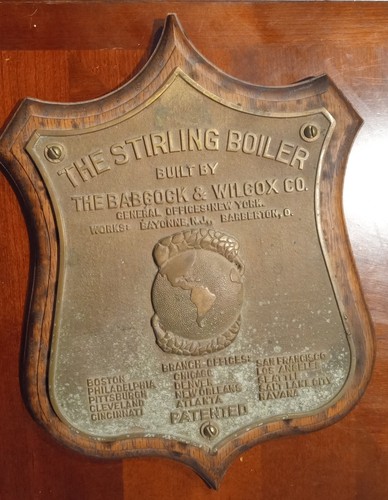 THE STIRLING BOILER
BUILT BY
THE BABCOCK & WILCOX CO.
GENERAL OFFICES: NEW YORK.
WORKS: BAYONNE, N.J., BARBERTON, O.
BRANCH-OFFICES:
BOSTON
PHILADELPHIA
PITTSBURGH
CLEVELAND
CINCINNATI
CHICAGO
DENVER
NEW ORLEANS
ATLANTA
SAN FRANCISCO
LOS ANGELES
SEATTLE
SALT LAKE CITY
HAVANA
PATENTED